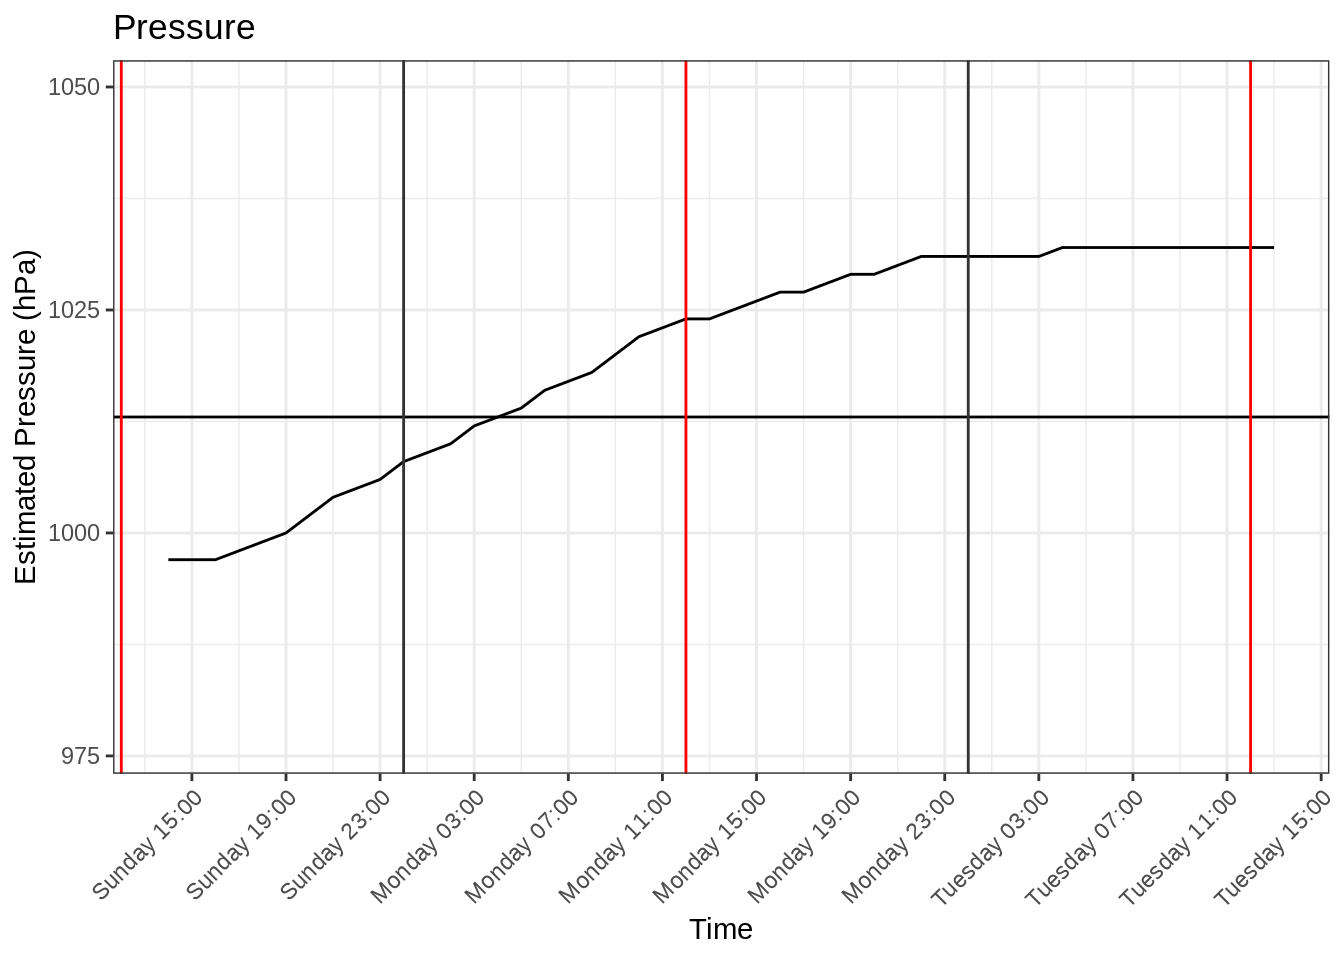 Pressure
Estimated Pressure (hPa)
1050
1025
1000
975
Sunday 15:00
Sunday 19:00
Sunday 23:00
Monday 03:00
Monday 07:00
Monday 11:00
Monday 15:00
Monday 19:00
Monday 23:00
Tuesday 03:00
Tuesday 07:00
Tuesday 11:00
Tuesday 15:00
Time